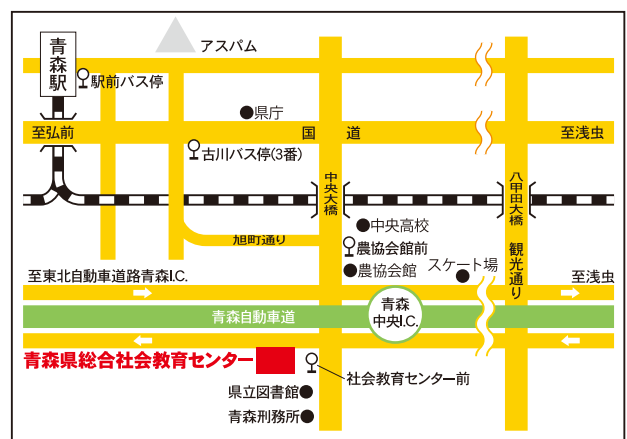 アスパム
青森駅
駅前バス停
県庁
至弘前
国道
至浅虫
古川バス停(3番)
中央大橋
八甲田大橋
中央高校
旭町通り
農協会館前
観光通り
農協会館
スケート場
至東北自動車道路青森I.C.
至浅虫
青森自動車道
青森
中央I.C.
青森県総合社会教育センター
社会教育センター前
県立図書館
青森刑務所